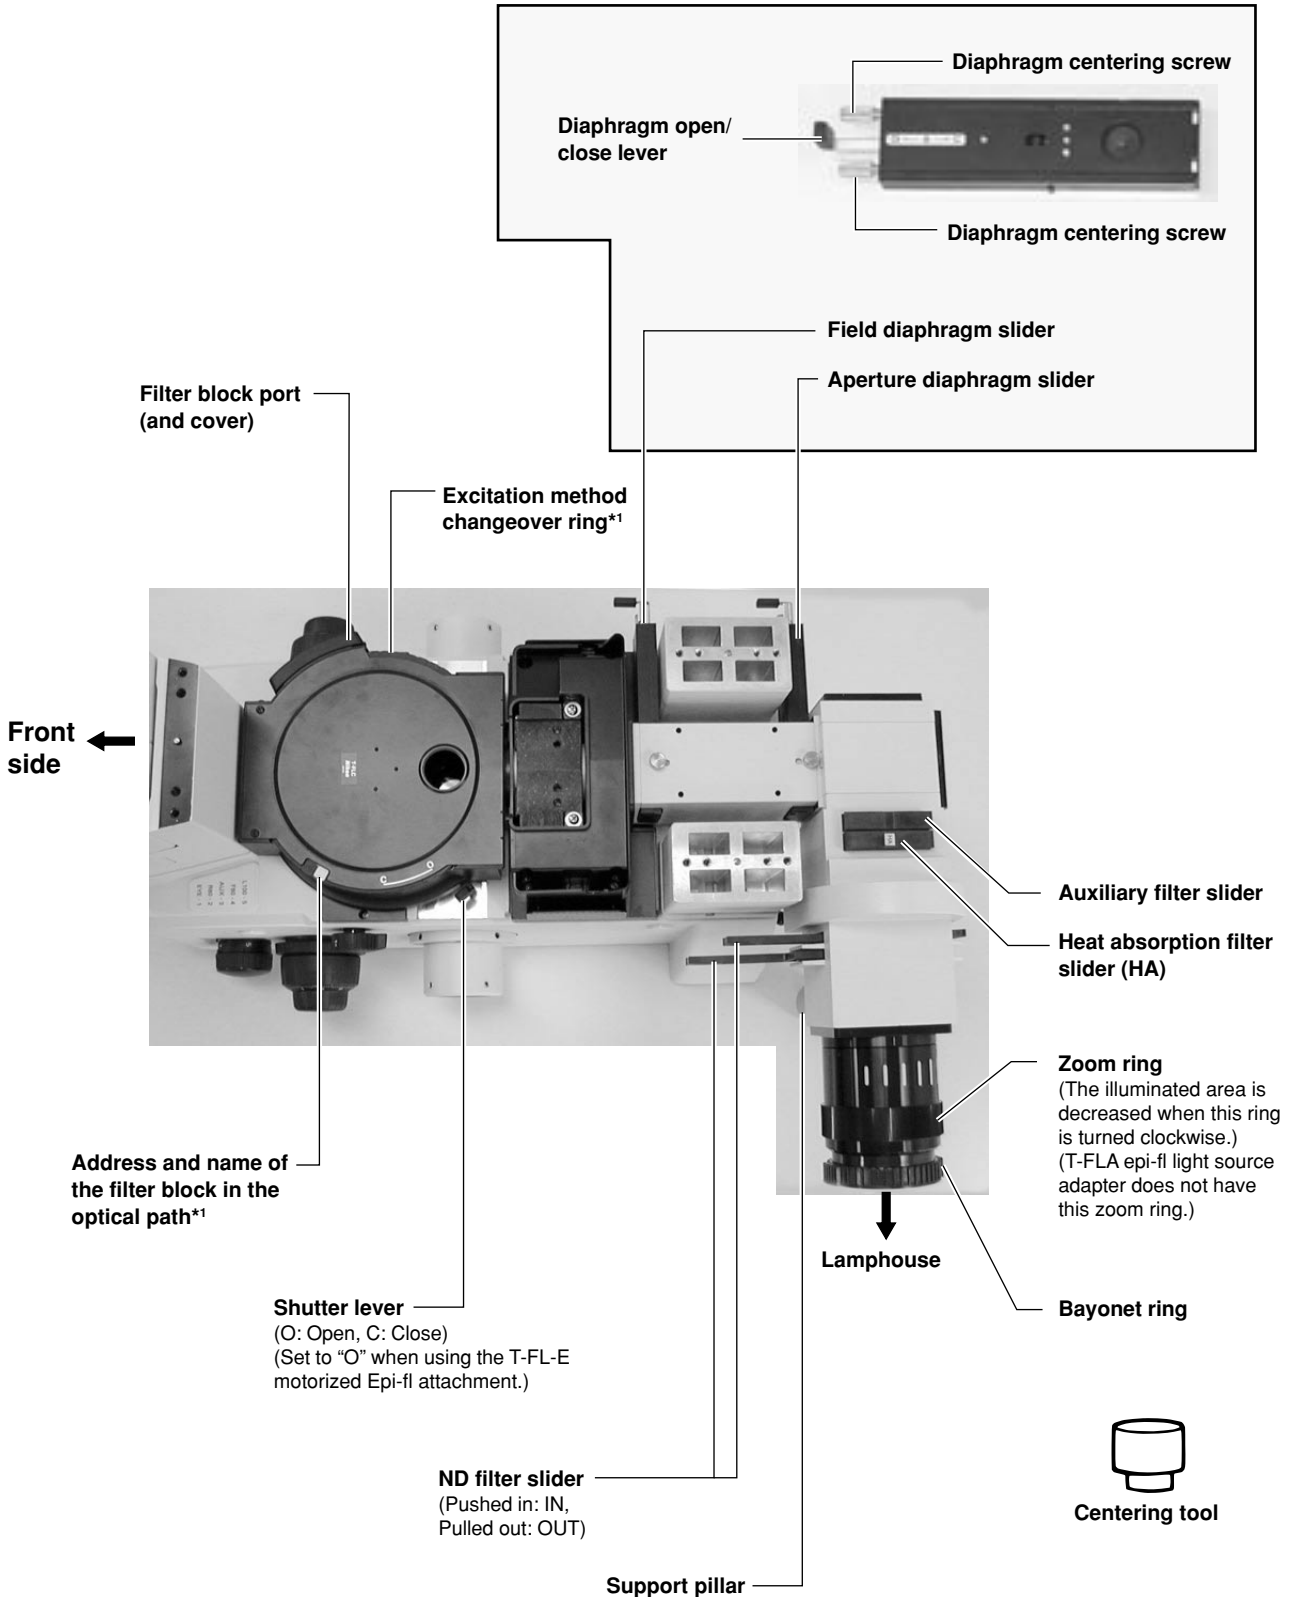 Diaphragm centering screw
Diaphragm open/
close lever
Diaphragm centering screw
Field diaphragm slider
Aperture diaphragm slider
Filter block port
(and cover)
Excitation method
changeover ring*1
Front
side
Auxiliary filter slider
Heat absorption filter
slider (HA)
Zoom ring
(The illuminated area is
decreased when this ring
is turned clockwise.)
(T-FLA epi-fl light source
adapter does not have
this zoom ring.)
Address and name of
the filter block in the
optical path*1
Lamphouse
Shutter lever
(O: Open, C: Close)
(Set to “O” when using the T-FL-E
motorized Epi-fl attachment.)
Bayonet ring
ND filter slider
(Pushed in: IN,
Pulled out: OUT)
Centering tool
Support pillar